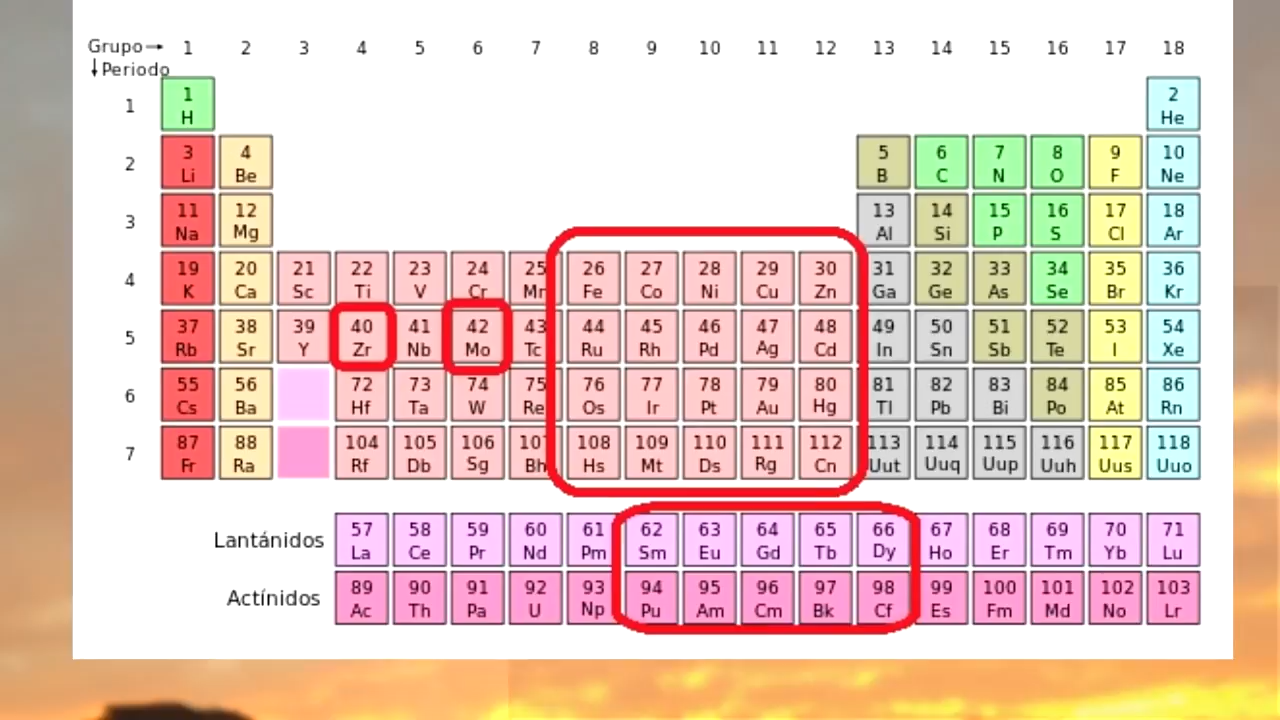 Grupo→ 1 2 3 4 5 6 7 8 9 10 11 12 13 14 15 16 17 18
↓Periodo
1 1 2
H He
2 3 4 5 6 7 8 9 10
Li Be B C N O F Ne
3 11 12 13 14 15 16 17 18
Na Mg Al Si P S Cl Ar
4 19 20 21 22 23 24 25 26 27 28 29 30 31 32 33 34 35 36
K Ca Sc Ti V Cr Mn Fe Co Ni Cu Zn Ga Ge As Se Br Kr
5 37 38 39 40 41 42 43 44 45 46 47 48 49 50 51 52 53 54
Rb Sr Y Zr Nb Mo Tc Ru Rh Pd Ag Cd In Sn Sb Te I Xe
6 55 56 72 73 74 75 76 77 78 79 80 81 82 83 84 85 86
Cs Ba Hf Ta W Re Os Ir Pt Au Hg Tl Pb Bi Po At Rn
7 87 88 104 105 106 107 108 109 110 111 112 113 114 115 116 117 118
Fr Ra Rf Db Sg Bh Hs Mt Ds Rg Cn Uut Uuq Uup Uuh Uus Uuo
Lantánidos 57 58 59 60 61 62 63 64 65 66 67 68 69 70 71
La Ce Pr Nd Pm Sm Eu Gd Tb Dy Ho Er Tm Yb Lu
Actínidos 89 90 91 92 93 94 95 96 97 98 99 100 101 102 103
Ac Th Pa U Np Pu Am Cm Bk Cf Es Fm Md No Lr